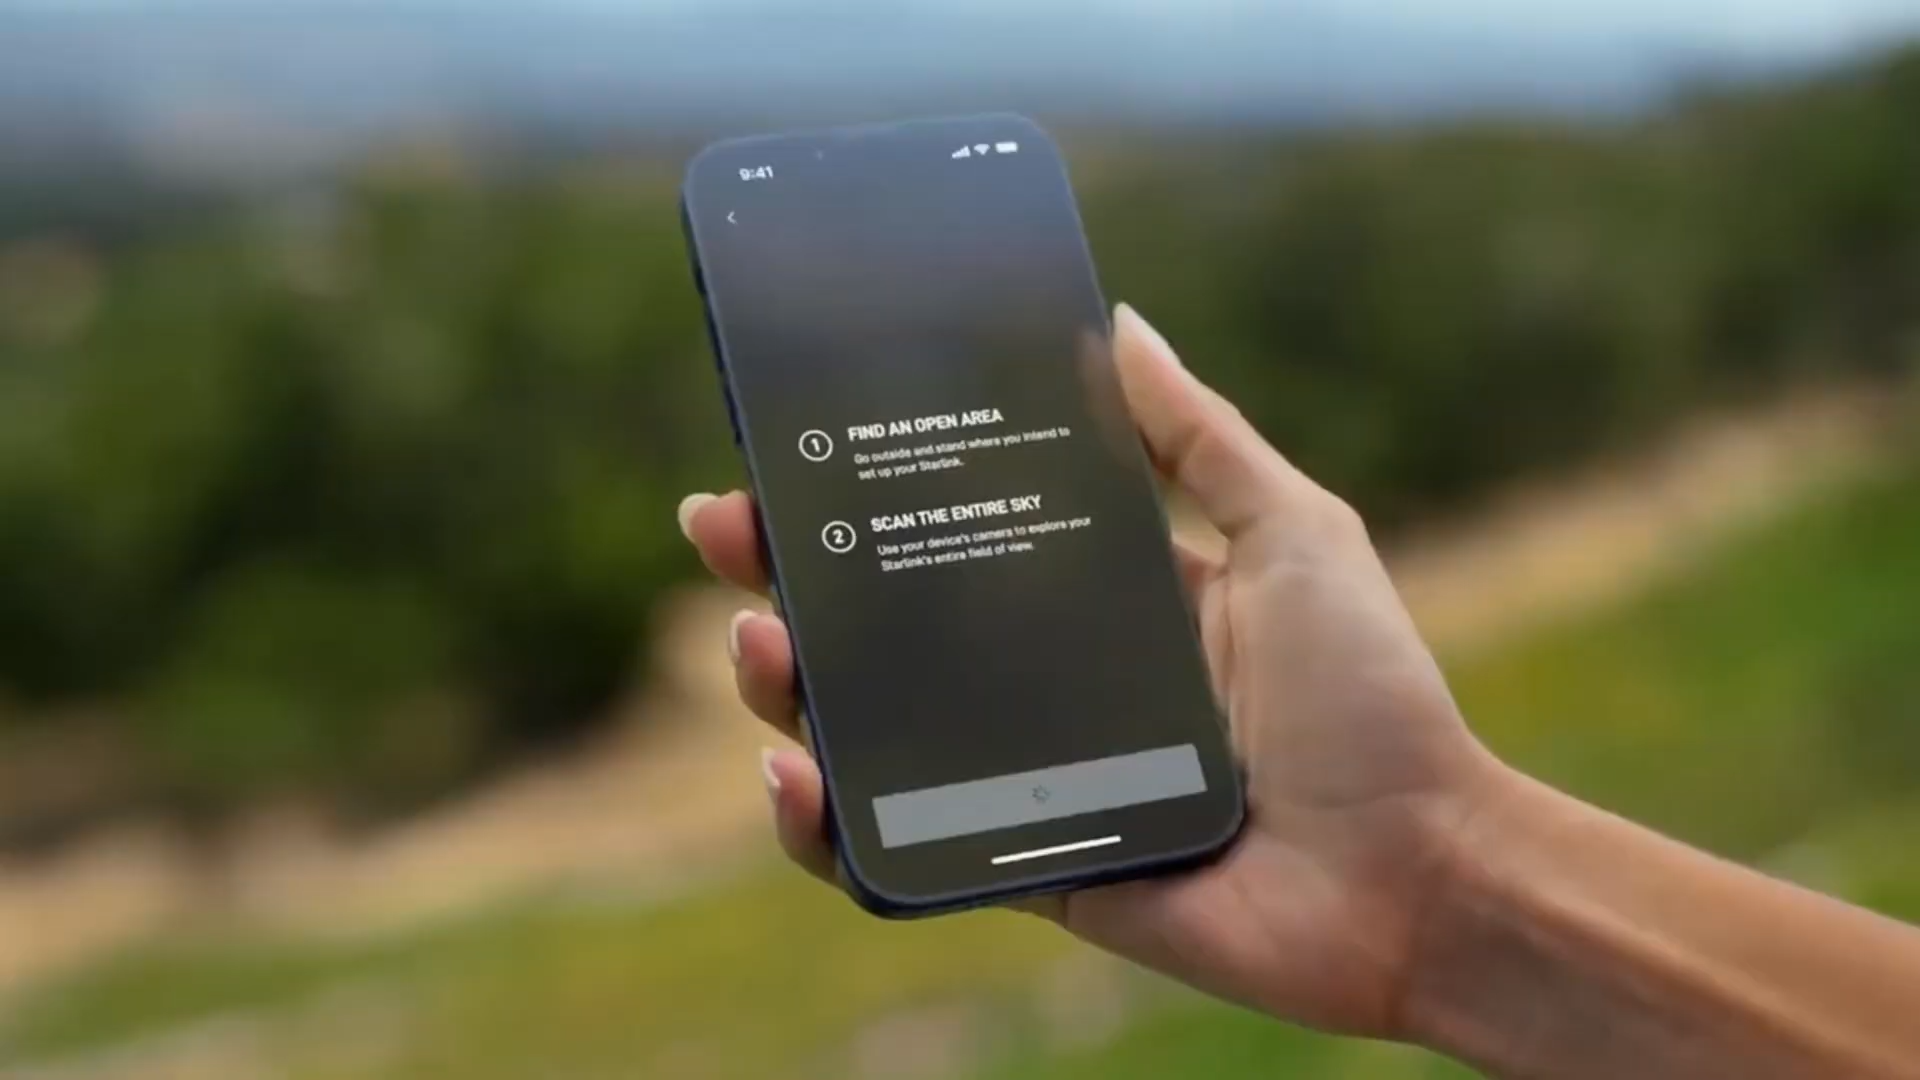 9:41
1
FIND AN OPEN AREA
Go outside and stand where you intend to
set up your Starlink.
2
SCAN THE ENTIRE SKY
Use your device's camera to explore your
Starlink's entire field of view.